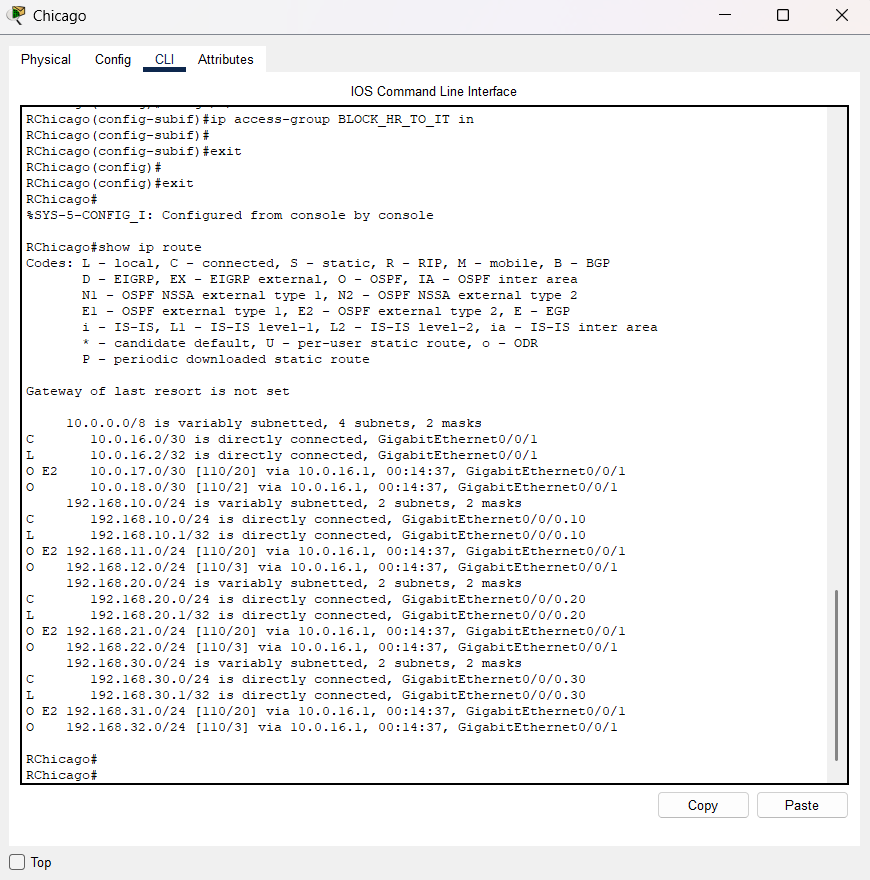 Chicago
Physical Config CLI Attributes
IOS Command Line Interface
RChicago(config-subif)#ip access-group BLOCK_HR_TO_IT in
RChicago(config-subif)#
RChicago(config-subif)#exit
RChicago(config)#
RChicago(config)#exit
RChicago#
%SYS-5-CONFIG_I: Configured from console by console
RChicago#show ip route
Codes: L - local, C - connected, S - static, R - RIP, M - mobile, B - BGP
D - EIGRP, EX - EIGRP external, O - OSPF, IA - OSPF inter area
N1 - OSPF NSSA external type 1, N2 - OSPF NSSA external type 2
E1 - OSPF external type 1, E2 - OSPF external type 2, E - EGP
i - IS-IS, L1 - IS-IS level-1, L2 - IS-IS level-2, ia - IS-IS inter area
* - candidate default, U - per-user static route, o - ODR
P - periodic downloaded static route
Gateway of last resort is not set
10.0.0.0/8 is variably subnetted, 4 subnets, 2 masks
C 10.0.16.0/30 is directly connected, GigabitEthernet0/0/1
L 10.0.16.2/32 is directly connected, GigabitEthernet0/0/1
O E2 10.0.17.0/30 [110/20] via 10.0.16.1, 00:14:37, GigabitEthernet0/0/1
O 10.0.18.0/30 [110/2] via 10.0.16.1, 00:14:37, GigabitEthernet0/0/1
192.168.10.0/24 is variably subnetted, 2 subnets, 2 masks
C 192.168.10.0/24 is directly connected, GigabitEthernet0/0/0.10
L 192.168.10.1/32 is directly connected, GigabitEthernet0/0/0.10
O E2 192.168.11.0/24 [110/20] via 10.0.16.1, 00:14:37, GigabitEthernet0/0/1
O 192.168.12.0/24 [110/3] via 10.0.16.1, 00:14:37, GigabitEthernet0/0/1
192.168.20.0/24 is variably subnetted, 2 subnets, 2 masks
C 192.168.20.0/24 is directly connected, GigabitEthernet0/0/0.20
L 192.168.20.1/32 is directly connected, GigabitEthernet0/0/0.20
O E2 192.168.21.0/24 [110/20] via 10.0.16.1, 00:14:37, GigabitEthernet0/0/1
O 192.168.22.0/24 [110/3] via 10.0.16.1, 00:14:37, GigabitEthernet0/0/1
192.168.30.0/24 is variably subnetted, 2 subnets, 2 masks
C 192.168.30.0/24 is directly connected, GigabitEthernet0/0/0.30
L 192.168.30.1/32 is directly connected, GigabitEthernet0/0/0.30
O E2 192.168.31.0/24 [110/20] via 10.0.16.1, 00:14:37, GigabitEthernet0/0/1
O 192.168.32.0/24 [110/3] via 10.0.16.1, 00:14:37, GigabitEthernet0/0/1
RChicago#
RChicago#
Copy Paste
Top